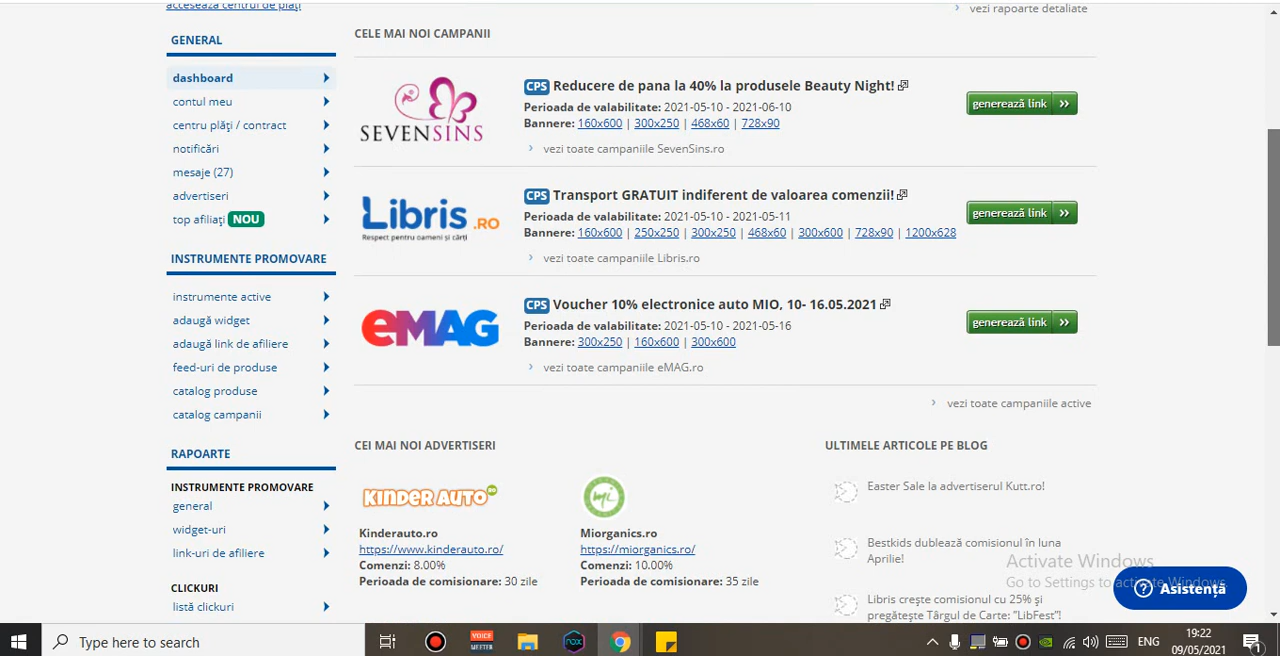 accesează centrul de plăți
vezi rapoarte detaliate
GENERAL
dashboard
contul meu
centru plăți / contract
notificări
mesaje (27)
advertiseri
top afiliați NOU
INSTRUMENTE PROMOVARE
instrumente active
adaugă widget
adaugă link de afiliere
feed-uri de produse
catalog produse
catalog campanii
RAPOARTE
INSTRUMENTE PROMOVARE
general
widget-uri
link-uri de afiliere
CLICKURI
listă clickuri
CELE MAI NOI CAMPANII
SEVENSINS
CPS Reducere de pana la 40% la produsele Beauty Night!
Perioada de valabilitate: 2021-05-10 - 2021-06-10
Bannere: 160x600 | 300x250 | 468x60 | 728x90
vezi toate campaniile SevenSins.ro
generează link
Libris.RO
Respect pentru oameni și cărți
CPS Transport GRATUIT indiferent de valoarea comenzii!
Perioada de valabilitate: 2021-05-10 - 2021-05-11
Bannere: 160x600 | 250x250 | 300x250 | 468x60 | 300x600 | 728x90 | 1200x628
vezi toate campaniile Libris.ro
generează link
eMAG
CPS Voucher 10% electronice auto MIO, 10- 16.05.2021
Perioada de valabilitate: 2021-05-10 - 2021-05-16
Bannere: 300x250 | 160x600 | 300x600
vezi toate campaniile eMAG.ro
generează link
vezi toate campaniile active
CEI MAI NOI ADVERTISERI
KINDER AUTO RO
Kinderauto.ro
https://www.kinderauto.ro/
Comenzi: 8.00%
Perioada de comisionare: 30 zile
mi
Miorganics.ro
https://miorganics.ro/
Comenzi: 10.00%
Perioada de comisionare: 35 zile
ULTIMELE ARTICOLE PE BLOG
Easter Sale la advertiserul Kutt.ro!
Bestkids dublează comisionul în luna
Aprilie!
Libris crește comisionul cu 25% și
pregătește Târgul de Carte: "LibFest"!
Activate Windows
Go to Settings to activate Windows.
Asistență
Type here to search
VOICE
MEETER
nox
ENG
19:22
09/05/2021
1